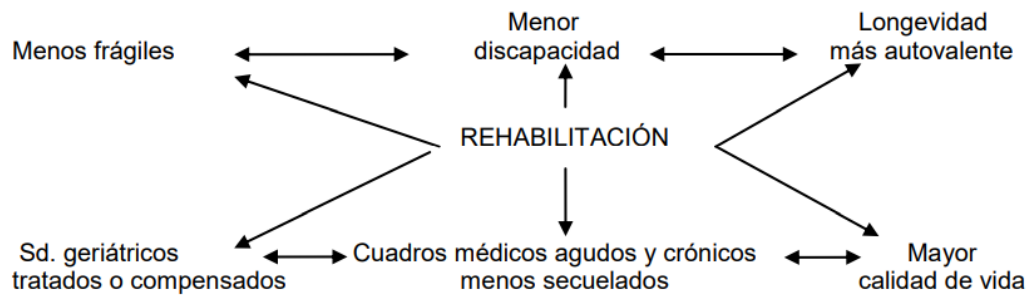 Menos frágiles
Menor
discapacidad
Longevidad
más autovalente
REHABILITACIÓN
Sd. geriátricos
tratados o compensados
Cuadros médicos agudos y crónicos
menos secuelados
Mayor
calidad de vida